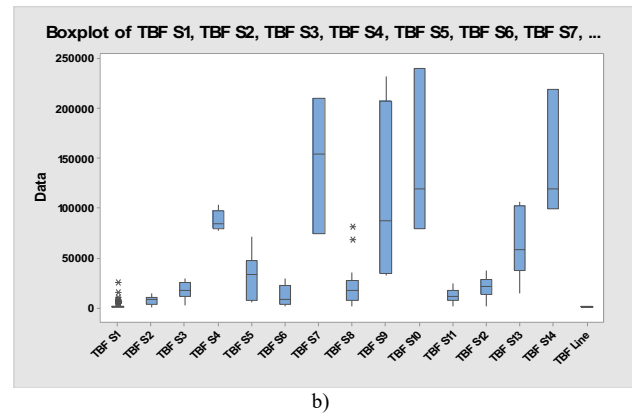 Boxplot of TBF S1, TBF S2, TBF S3, TBF S4, TBF S5, TBF S6, TBF S7, ...
250000
200000
150000
100000
50000
0
Data
TBF S1
TBF S2
TBF S3
TBF S4
TBF S5
TBF S6
TBF S7
TBF S8
TBF S9
TBF S10
TBF S11
TBF S12
TBF S13
TBF S14
TBF Line
b)